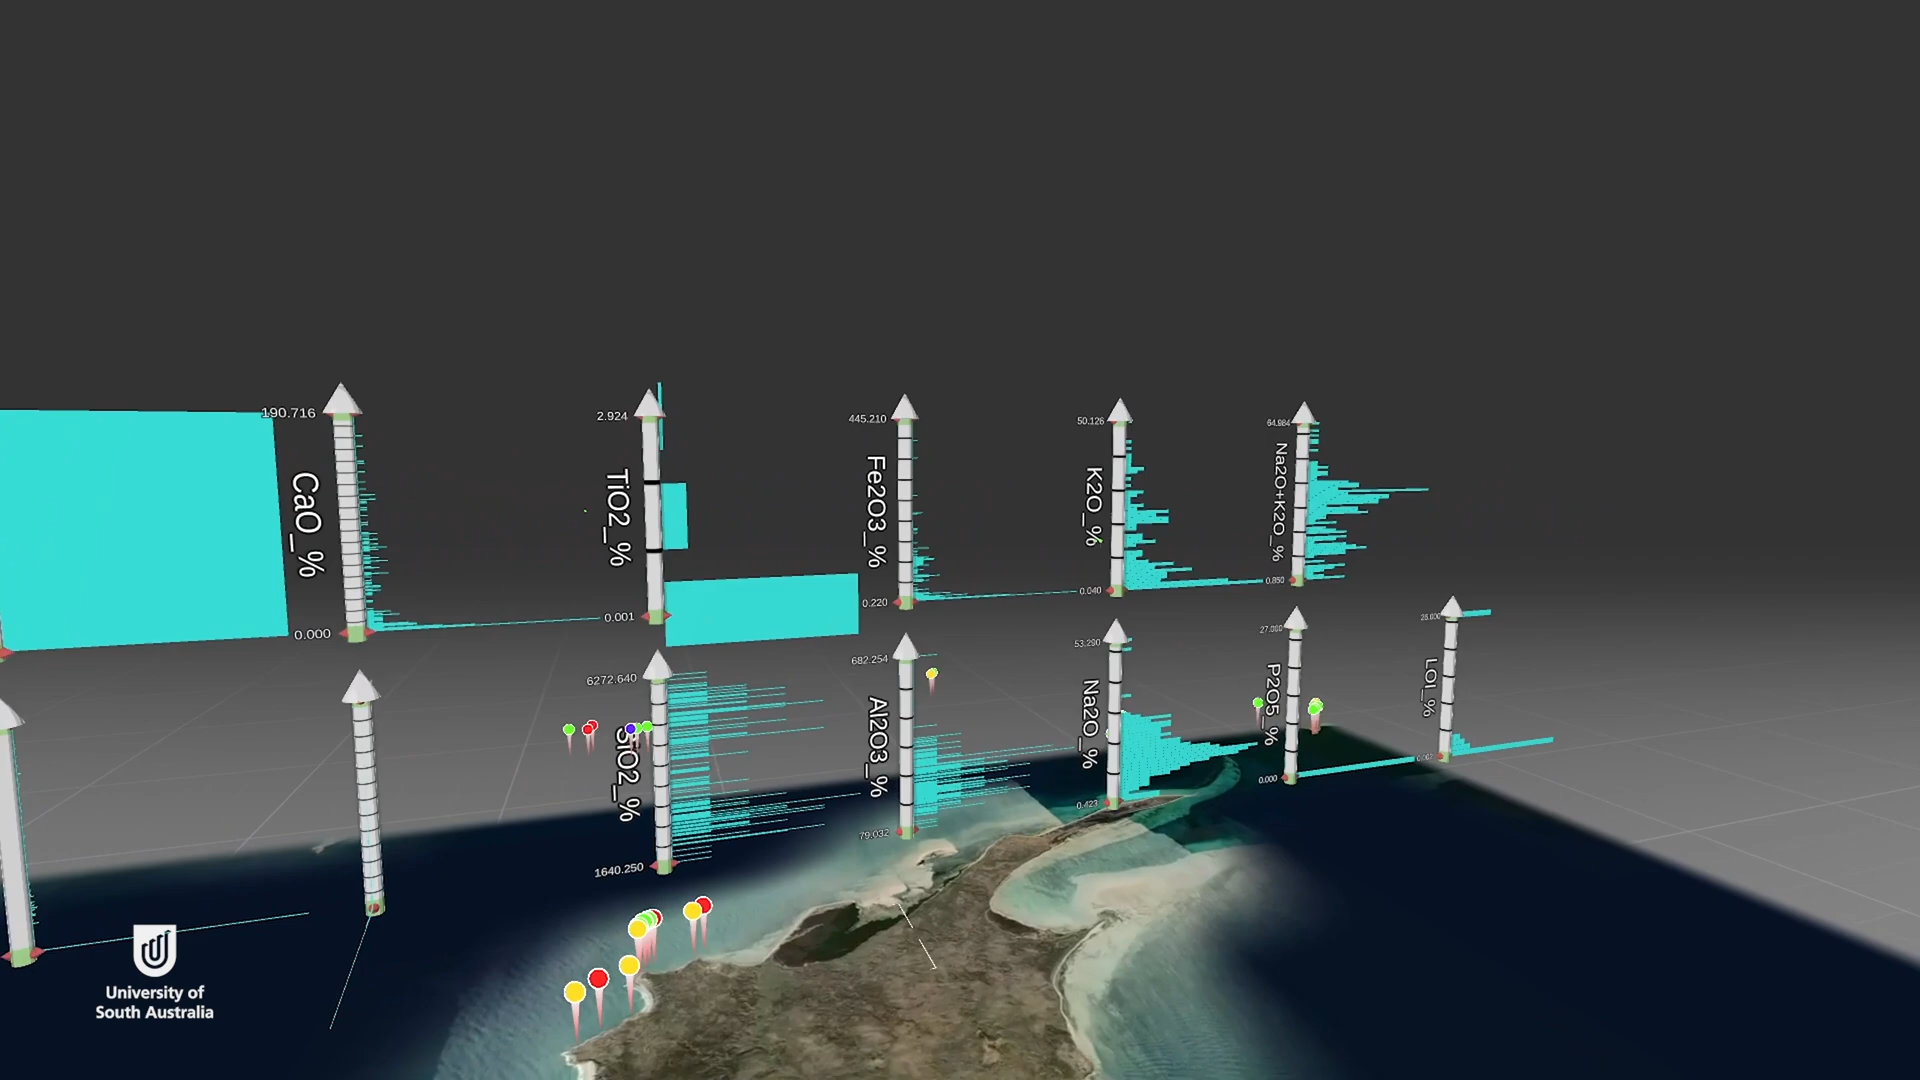 190.716
CaO_%
0.000
2.924
TiO2_%
0.001
445.210
Fe2O3_%
0.220
50.126
K2O_%
0.040
64.984
Na2O+K2O_%
0.850
6272.640
SiO2_%
1640.250
682.254
Al2O3_%
79.032
53.290
Na2O_%
0.423
P2O5_%
0.000
LOI_%
University of
South Australia